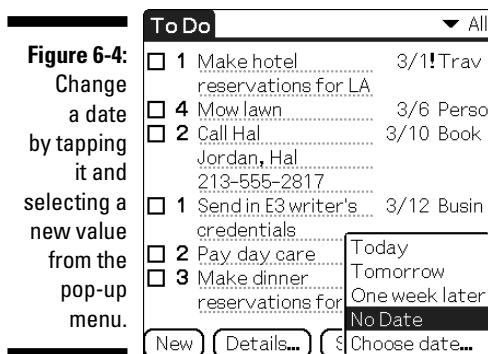 Figure 6-4:
Change
a date
by tapping
it and
selecting a
new value
from the
pop-up
menu.
To Do
All
1 Make hotel 3/1! Trav
reservations for LA
4 Mow lawn 3/6 Perso
2 Call Hal 3/10 Book
Jordan, Hal
213-555-2817
1 Send in E3 writer's 3/12 Busin
credentials
2 Pay day care
3 Make dinner
reservations for
Today
Tomorrow
One week later
No Date
Choose date...
New Details... S